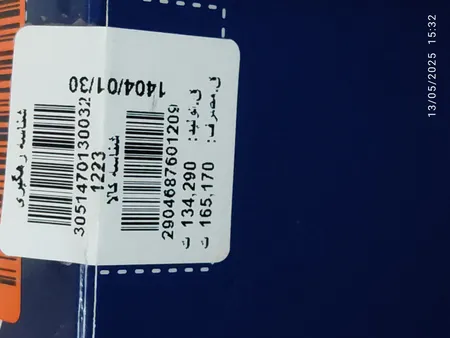 شناسه رهگیری
30514701300032
1223
شناسه کالا
2904687601209
1404/01/30
ق.تولید: 134,290 ت
ق.مصرف: 165,170 ت
13/05/2025 15:32